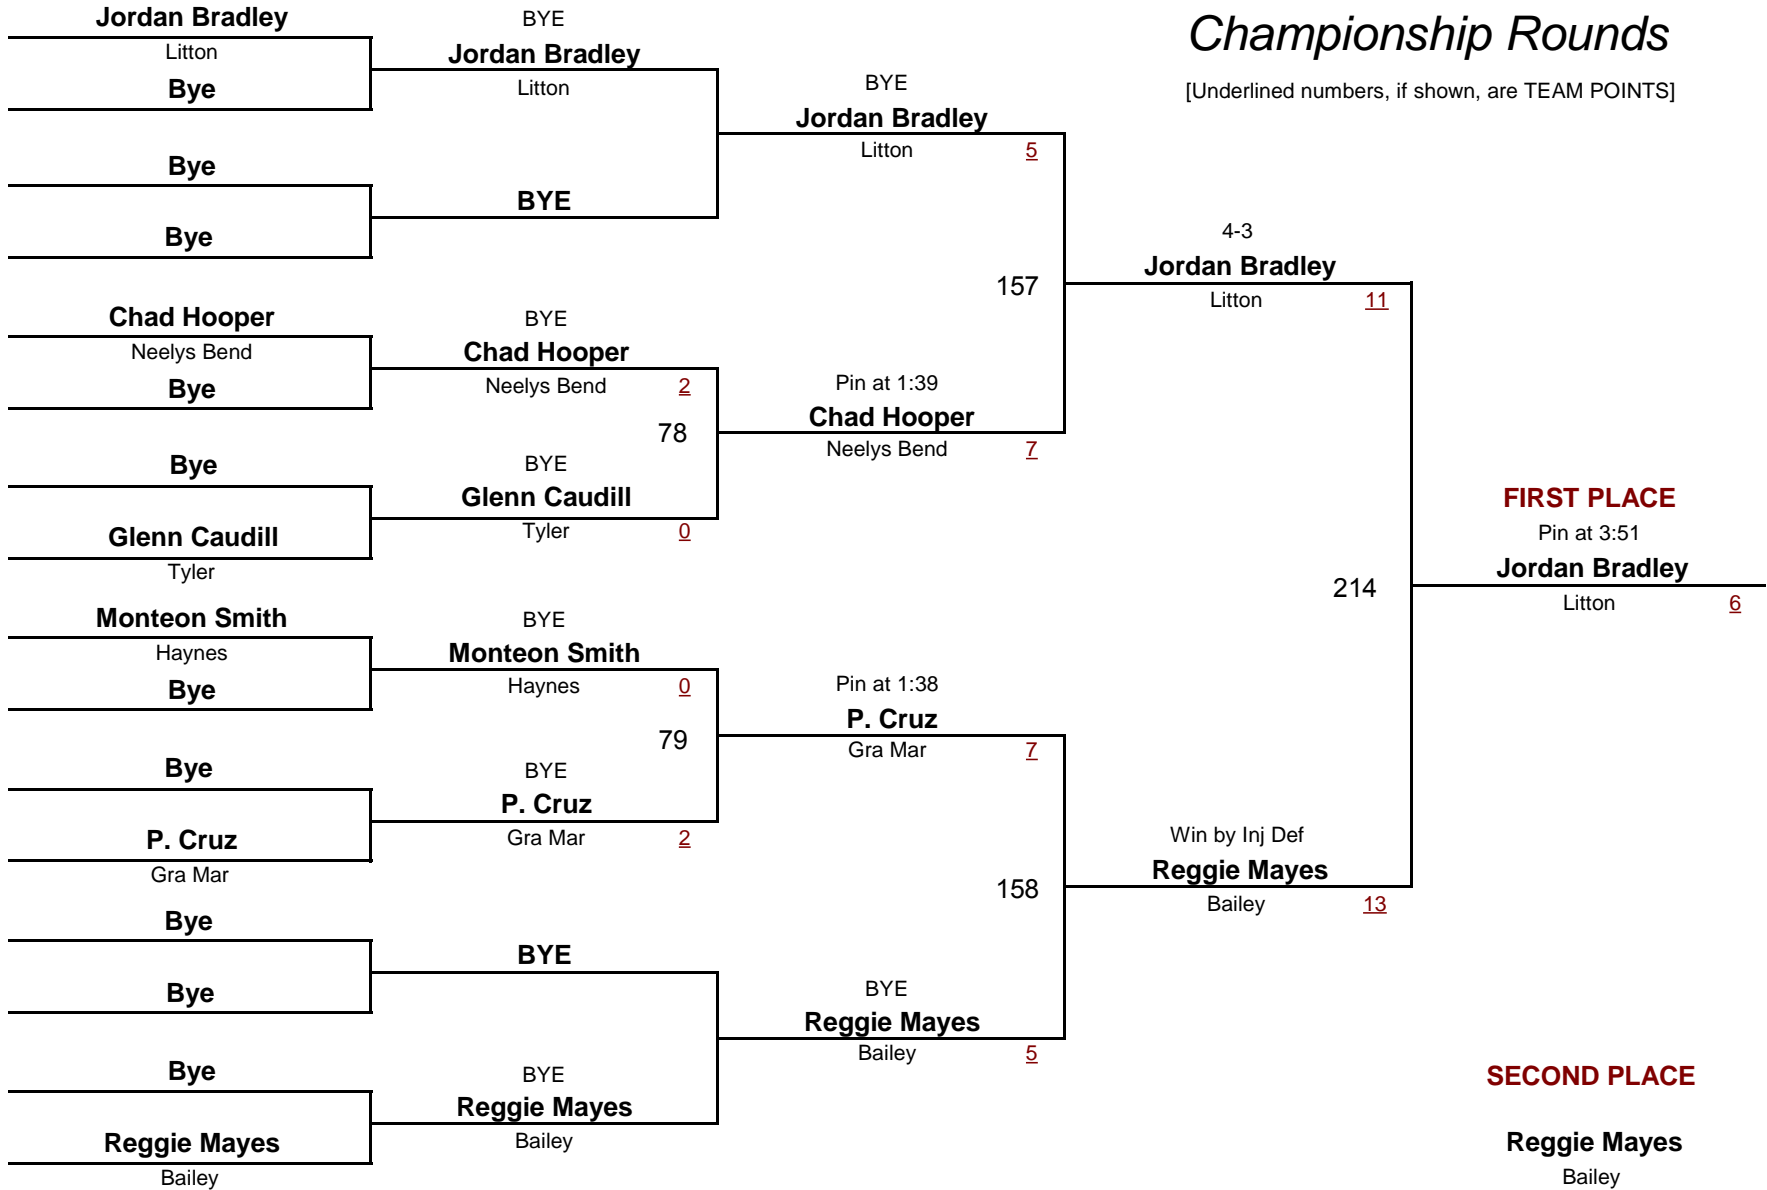 Championship Rounds
[Underlined numbers, if shown, are TEAM POINTS]
Jordan Bradley
Litton
Bye
Bye
Bye
Chad Hooper
Neelys Bend
Bye
Bye
Glenn Caudill
Tyler
Monteon Smith
Haynes
Bye
Bye
P. Cruz
Gra Mar
Bye
Bye
Bye
Reggie Mayes
Bailey
BYE
Jordan Bradley
Litton
BYE
BYE
Chad Hooper
Neelys Bend 2
78
BYE
Glenn Caudill
Tyler 0
BYE
Monteon Smith
Haynes 0
79
BYE
P. Cruz
Gra Mar 2
BYE
BYE
Reggie Mayes
Bailey
BYE
Jordan Bradley
Litton 5
157
Pin at 1:39
Chad Hooper
Neelys Bend 7
Pin at 1:38
P. Cruz
Gra Mar 7
158
BYE
Reggie Mayes
Bailey 5
4-3
Jordan Bradley
Litton 11
214
Win by Inj Def
Reggie Mayes
Bailey 13
FIRST PLACE
Pin at 3:51
Jordan Bradley
Litton 6
SECOND PLACE
Reggie Mayes
Bailey